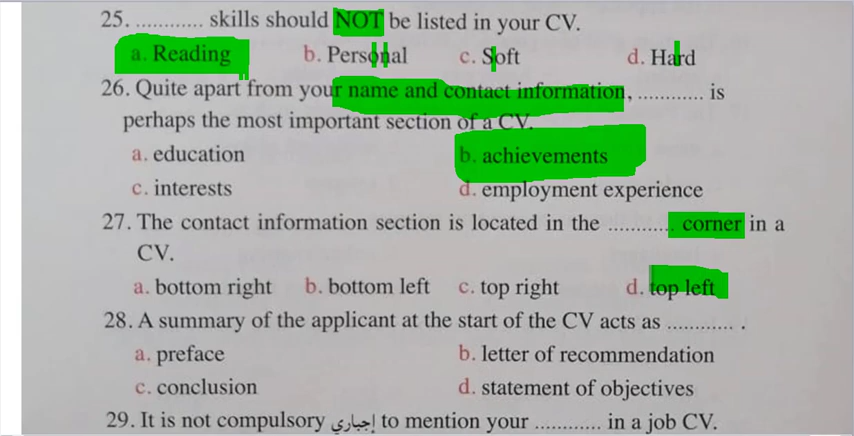 25. ............ skills should NOT be listed in your CV.
a. Reading b. Personal c. Soft d. Hard
26. Quite apart from your name and contact information, ............ is
perhaps the most important section of a CV.
a. education b. achievements
c. interests d. employment experience
27. The contact information section is located in the ............ corner in a
CV.
a. bottom right b. bottom left c. top right d. top left
28. A summary of the applicant at the start of the CV acts as ............ .
a. preface b. letter of recommendation
c. conclusion d. statement of objectives
29. It is not compulsory إجباري to mention your ............ in a job CV.